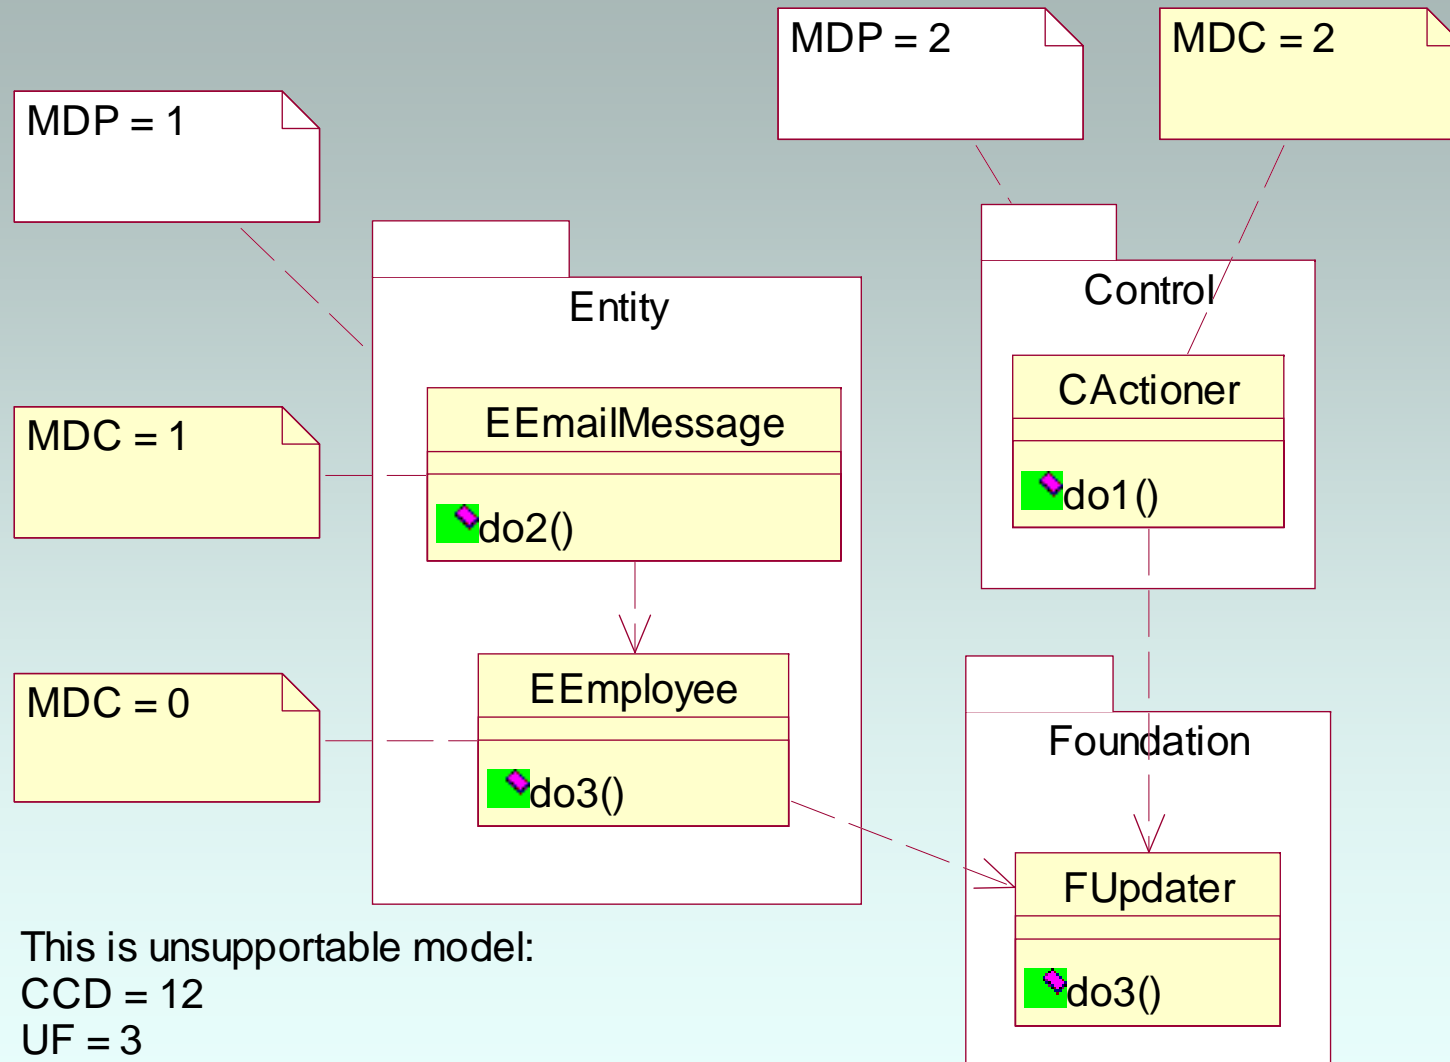 MDP = 2
MDC = 2
MDP = 1
Entity
Control
EEmailMessage
do2()
CActioner
do1()
MDC = 1
EEmployee
do3()
MDC = 0
Foundation
FUpdater
do3()
This is unsupportable model:
CCD = 12
UF = 3